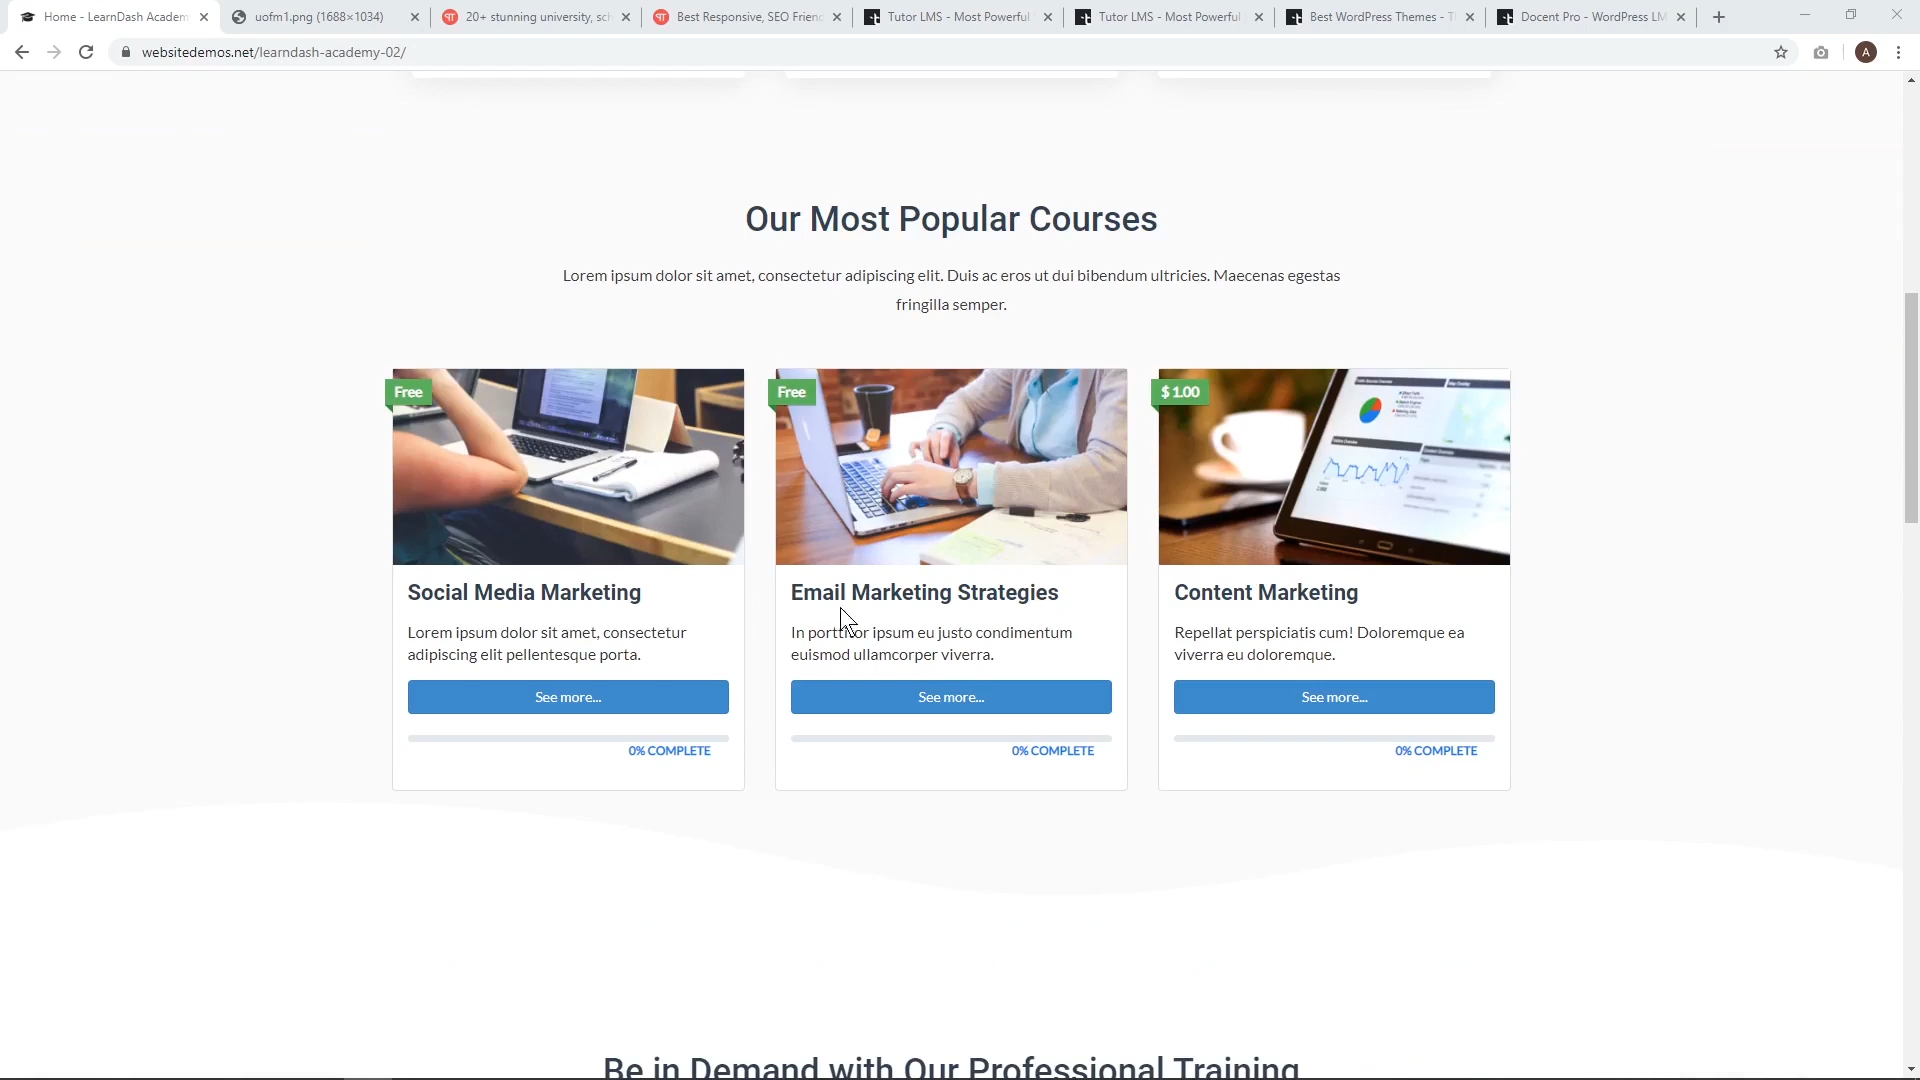 Home - LearnDash Academ
uofm1.png (1688×1034)
20+ stunning university, sch
Best Responsive, SEO Friend
Tutor LMS - Most Powerful
Tutor LMS - Most Powerful
Best WordPress Themes - T
Docent Pro - WordPress LM
websitedemos.net/learndash-academy-02/
A
Our Most Popular Courses
Lorem ipsum dolor sit amet, consectetur adipiscing elit. Duis ac eros ut dui bibendum ultricies. Maecenas egestas
fringilla semper.
Free
Social Media Marketing
Lorem ipsum dolor sit amet, consectetur
adipiscing elit pellentesque porta.
See more...
0% COMPLETE
Free
Email Marketing Strategies
In porttitor ipsum eu justo condimentum
euismod ullamcorper viverra.
See more...
0% COMPLETE
$ 1.00
Content Marketing
Repellat perspiciatis cum! Doloremque ea
viverra eu doloremque.
See more...
0% COMPLETE
Be in Demand with Our Professional Training